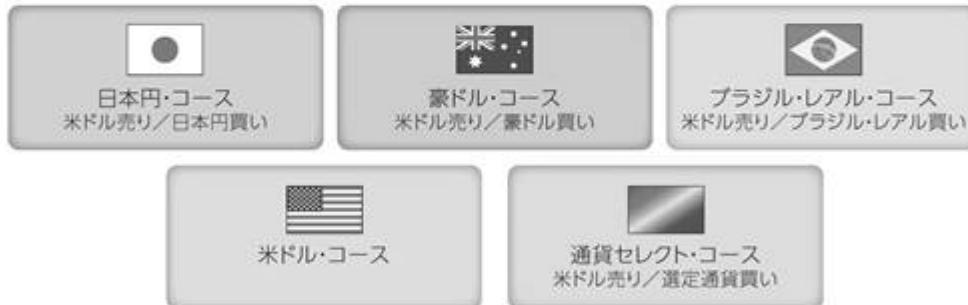 日本円・コース
米ドル売り／日本円買い
豪ドル・コース
米ドル売り／豪ドル買い
ブラジル・レアル・コース
米ドル売り／ブラジル・レアル買い
米ドル・コース
通貨セレクト・コース
米ドル売り／選定通貨買い